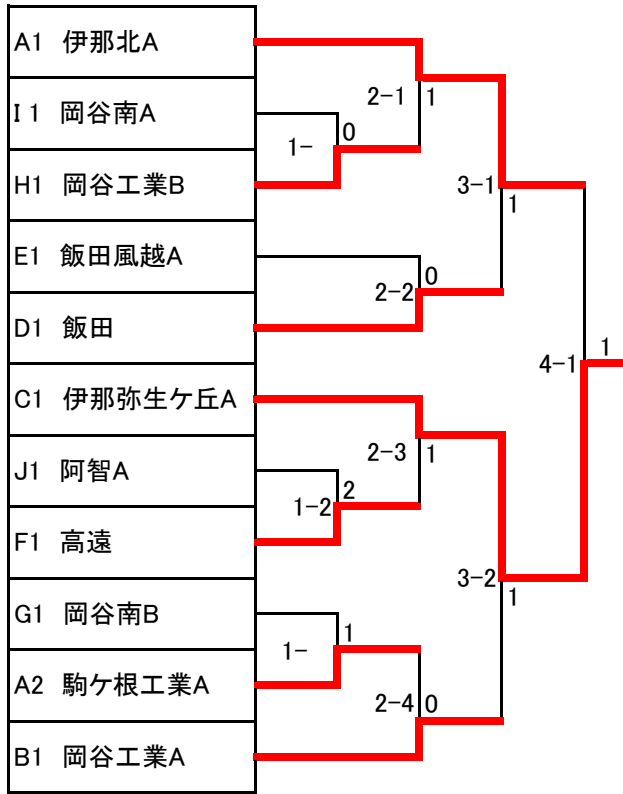 A1 伊那北A
I 1 岡谷南A
H1 岡谷工業B
E1 飯田風越A
D1 飯田
C1 伊那弥生ケ丘A
J1 阿智A
F1 高遠
G1 岡谷南B
A2 駒ケ根工業A
B1 岡谷工業A
2-1
1
0
1-
3-1
1
0
2-2
1
4-1
2-3
1
2
1-2
3-2
1
1
1-
2-4
0